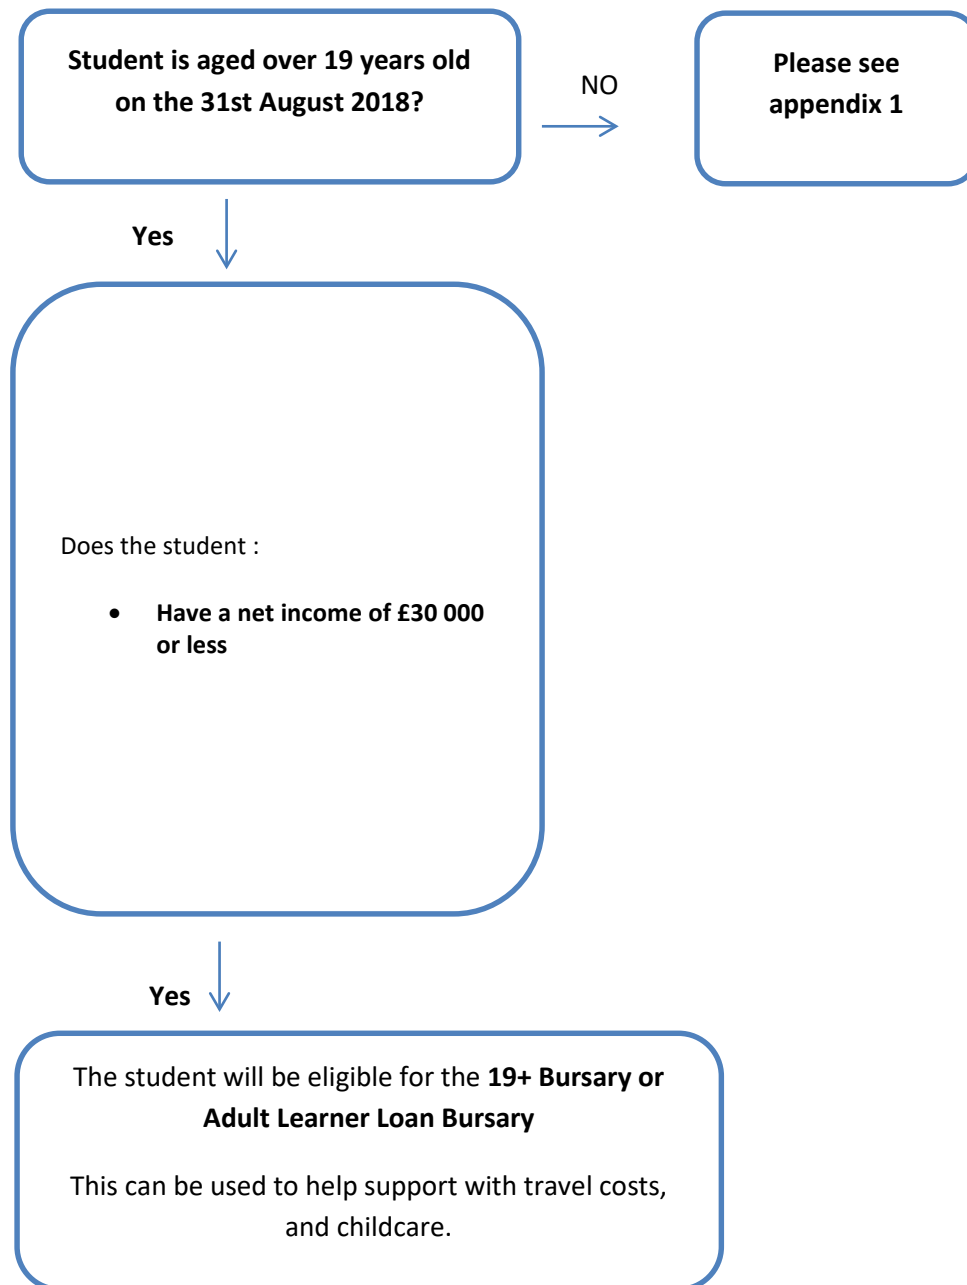 Student is aged over 19 years old
on the 31st August 2018?
NO
Please see
appendix 1
Yes
Does the student :
• Have a net income of £30 000
or less
Yes
The student will be eligible for the 19+ Bursary or
Adult Learner Loan Bursary
This can be used to help support with travel costs,
and childcare.